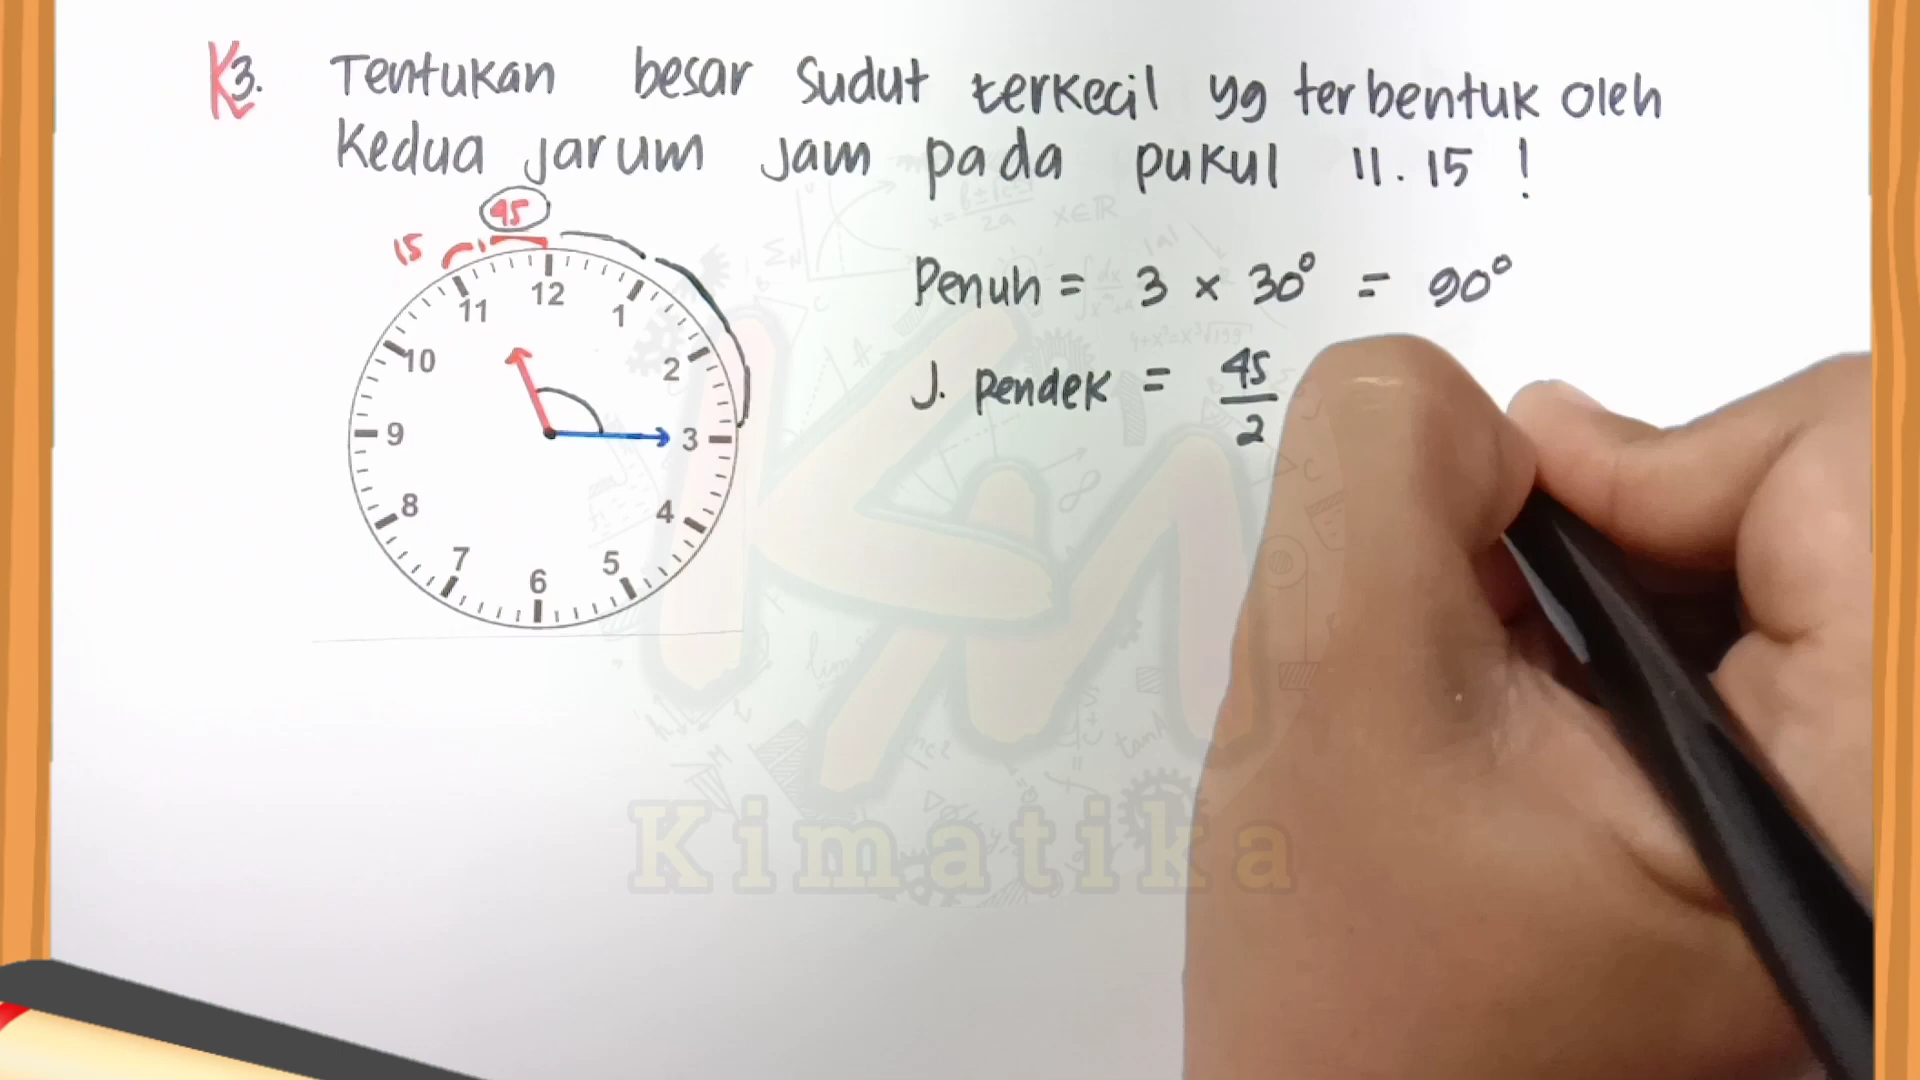 K3. Tentukan besar sudut terkecil yg terbentuk oleh
kedua jarum jam pada pukul 11.15 !
45
15
12
11
1
10
2
9
3
8
4
7
5
6
Penuh = 3 × 30° = 90°
J. Pendek = 45/2
Kimatika